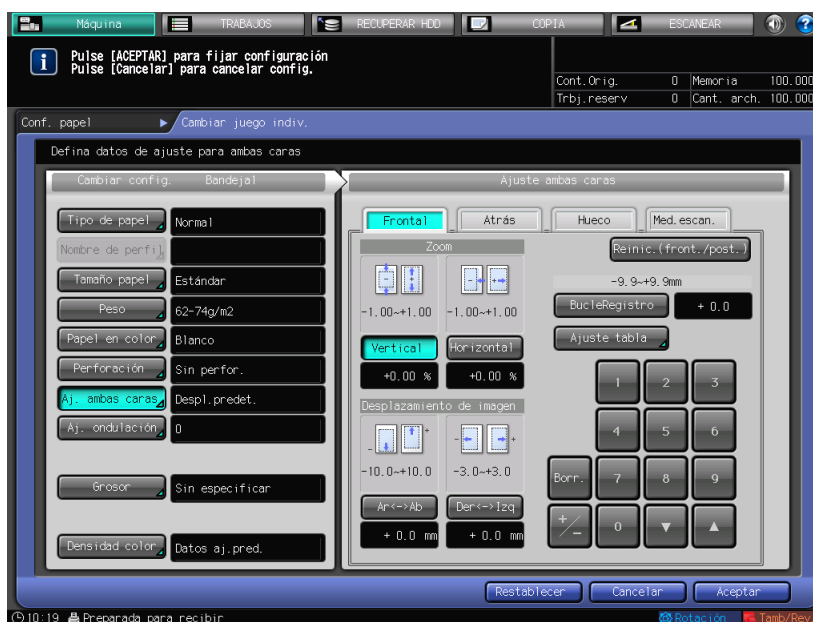 Máquina TRABAJOS RECUPERAR HDD COPIA ESCANEAR
Pulse [ACEPTAR] para fijar configuración
Pulse [Cancelar] para cancelar config.
Cont.Orig. 0 Memoria 100.000
Trbj.reserv 0 Cant. arch. 100.000
Conf. papel Cambiar juego indiv.
Defina datos de ajuste para ambas caras
Cambiar config. Bandeja1
Tipo de papel Normal
Nombre de perfil
Tamaño papel Estándar
Peso 62-74g/m2
Papel en color Blanco
Perforación Sin perfor.
Aj. ambas caras Despl.predet.
Aj. ondulación 0
Grosor Sin especificar
Densidad color Datos aj.pred.
Ajuste ambas caras
Frontal Atrás Hueco Med.escan.
Zoom
-1.00~+1.00 -1.00~+1.00
Vertical Horizontal
+0.00 % +0.00 %
Desplazamiento de imagen
- + - +
-10.0~+10.0 -3.0~+3.0
Ar<->Ab Der<->Izq
+ 0.0 mm + 0.0 mm
Reinic.(front./post.)
-9.9~+9.9mm
BucleRegistro + 0.0
Ajuste tabla
1 2 3
4 5 6
Borr. 7 8 9
+/- 0 ▼ ▲
Restablecer Cancelar Aceptar
10:19 Preparada para recibir Rotación Tamb/Rev